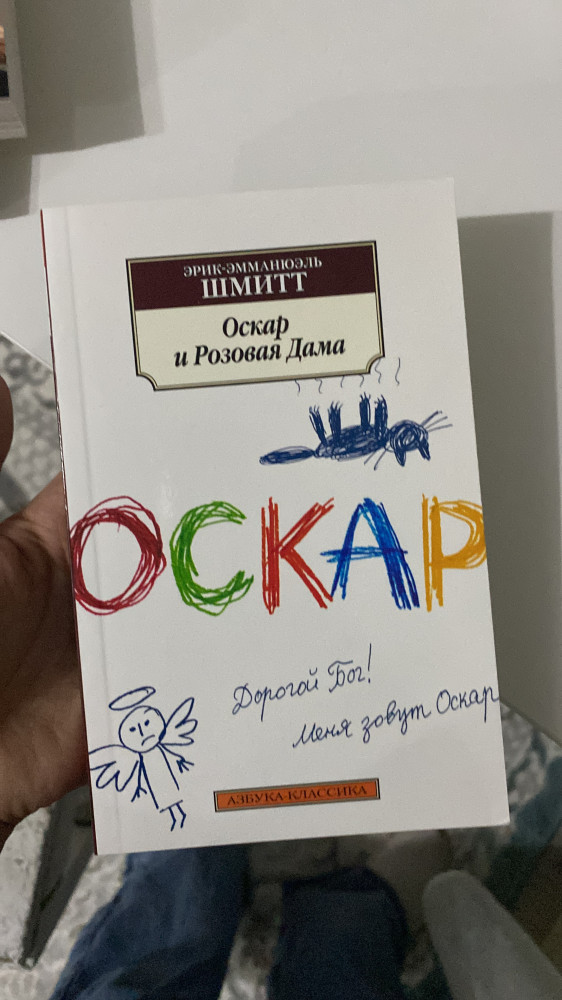 ЭРИК-ЭММАНЮЭЛЬ
ШМИТТ
Оскар
и Розовая Дама
ОСКАР
Дорогой Бог!
Меня зовут Оскар
АЗБУКА-КЛАССИКА